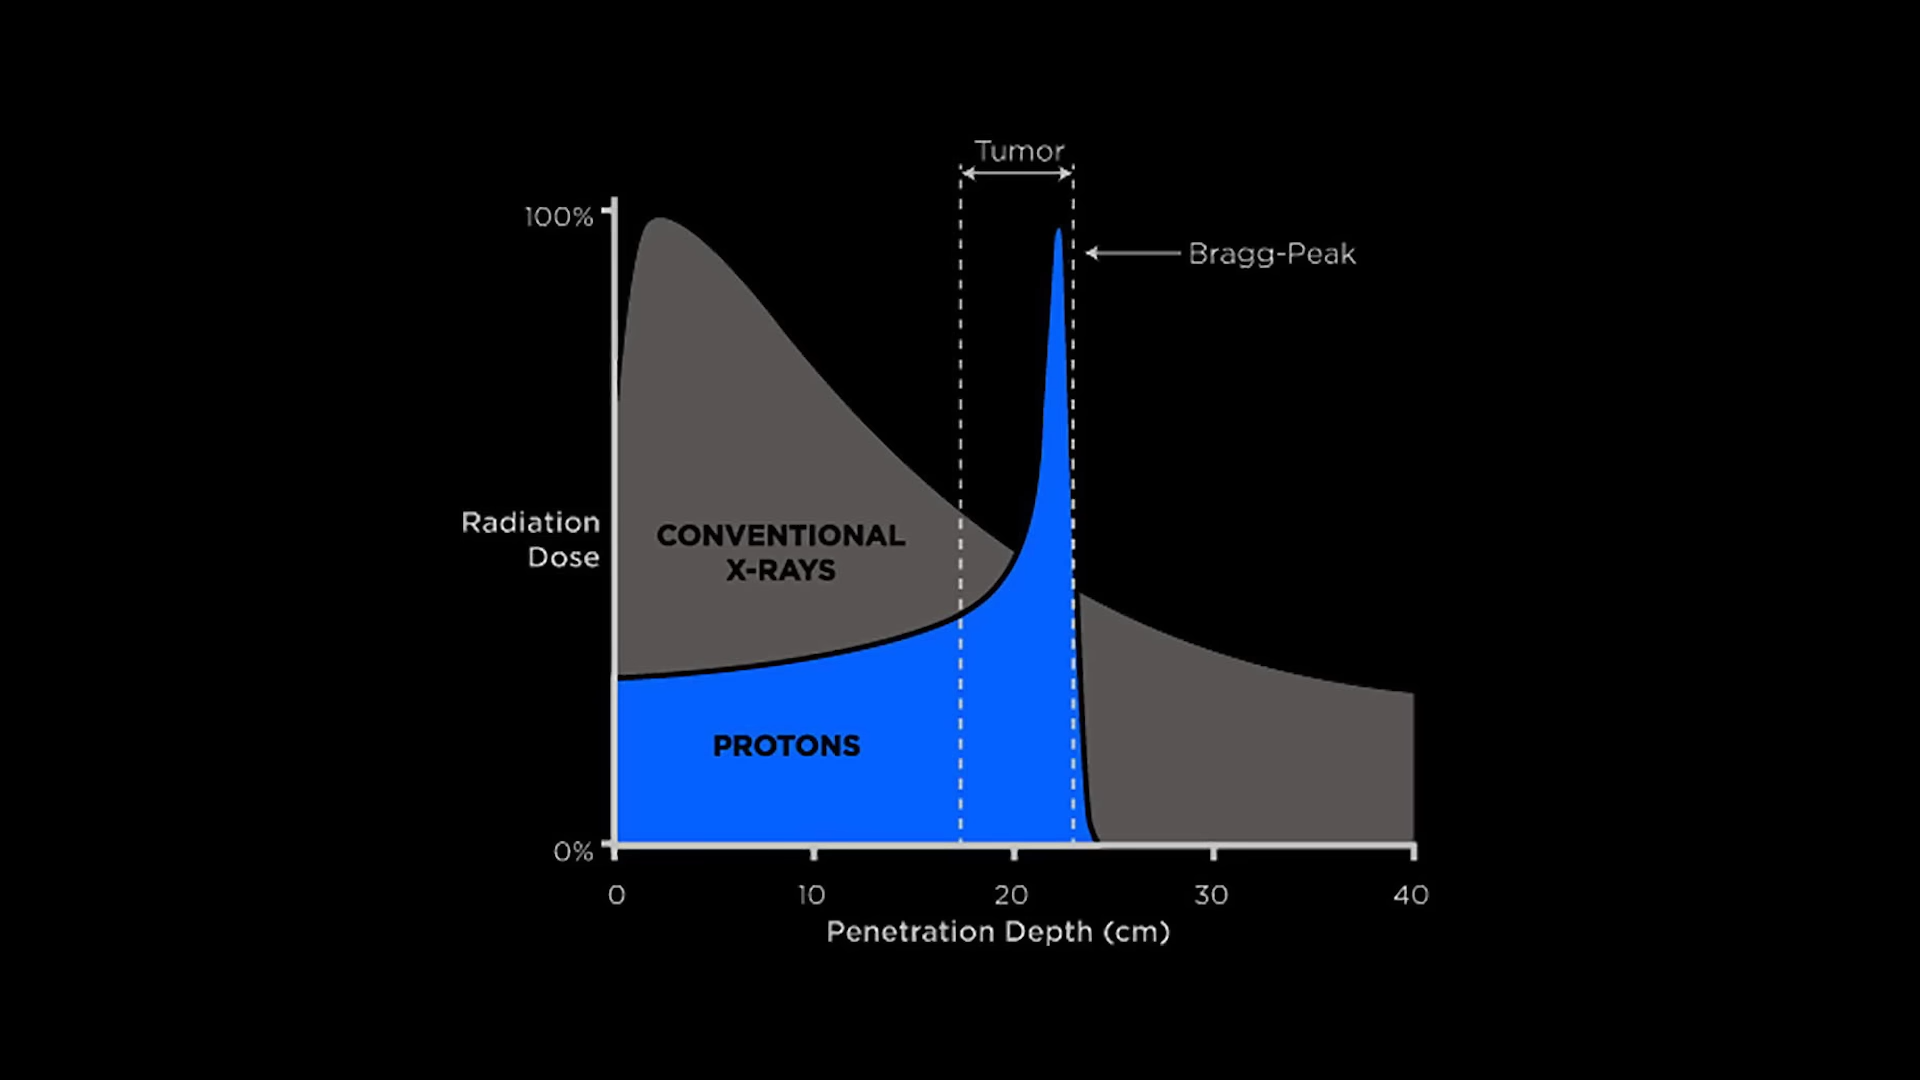 Tumor
100%
Bragg-Peak
Radiation
Dose
CONVENTIONAL
X-RAYS
PROTONS
0%
0 10 20 30 40
Penetration Depth (cm)